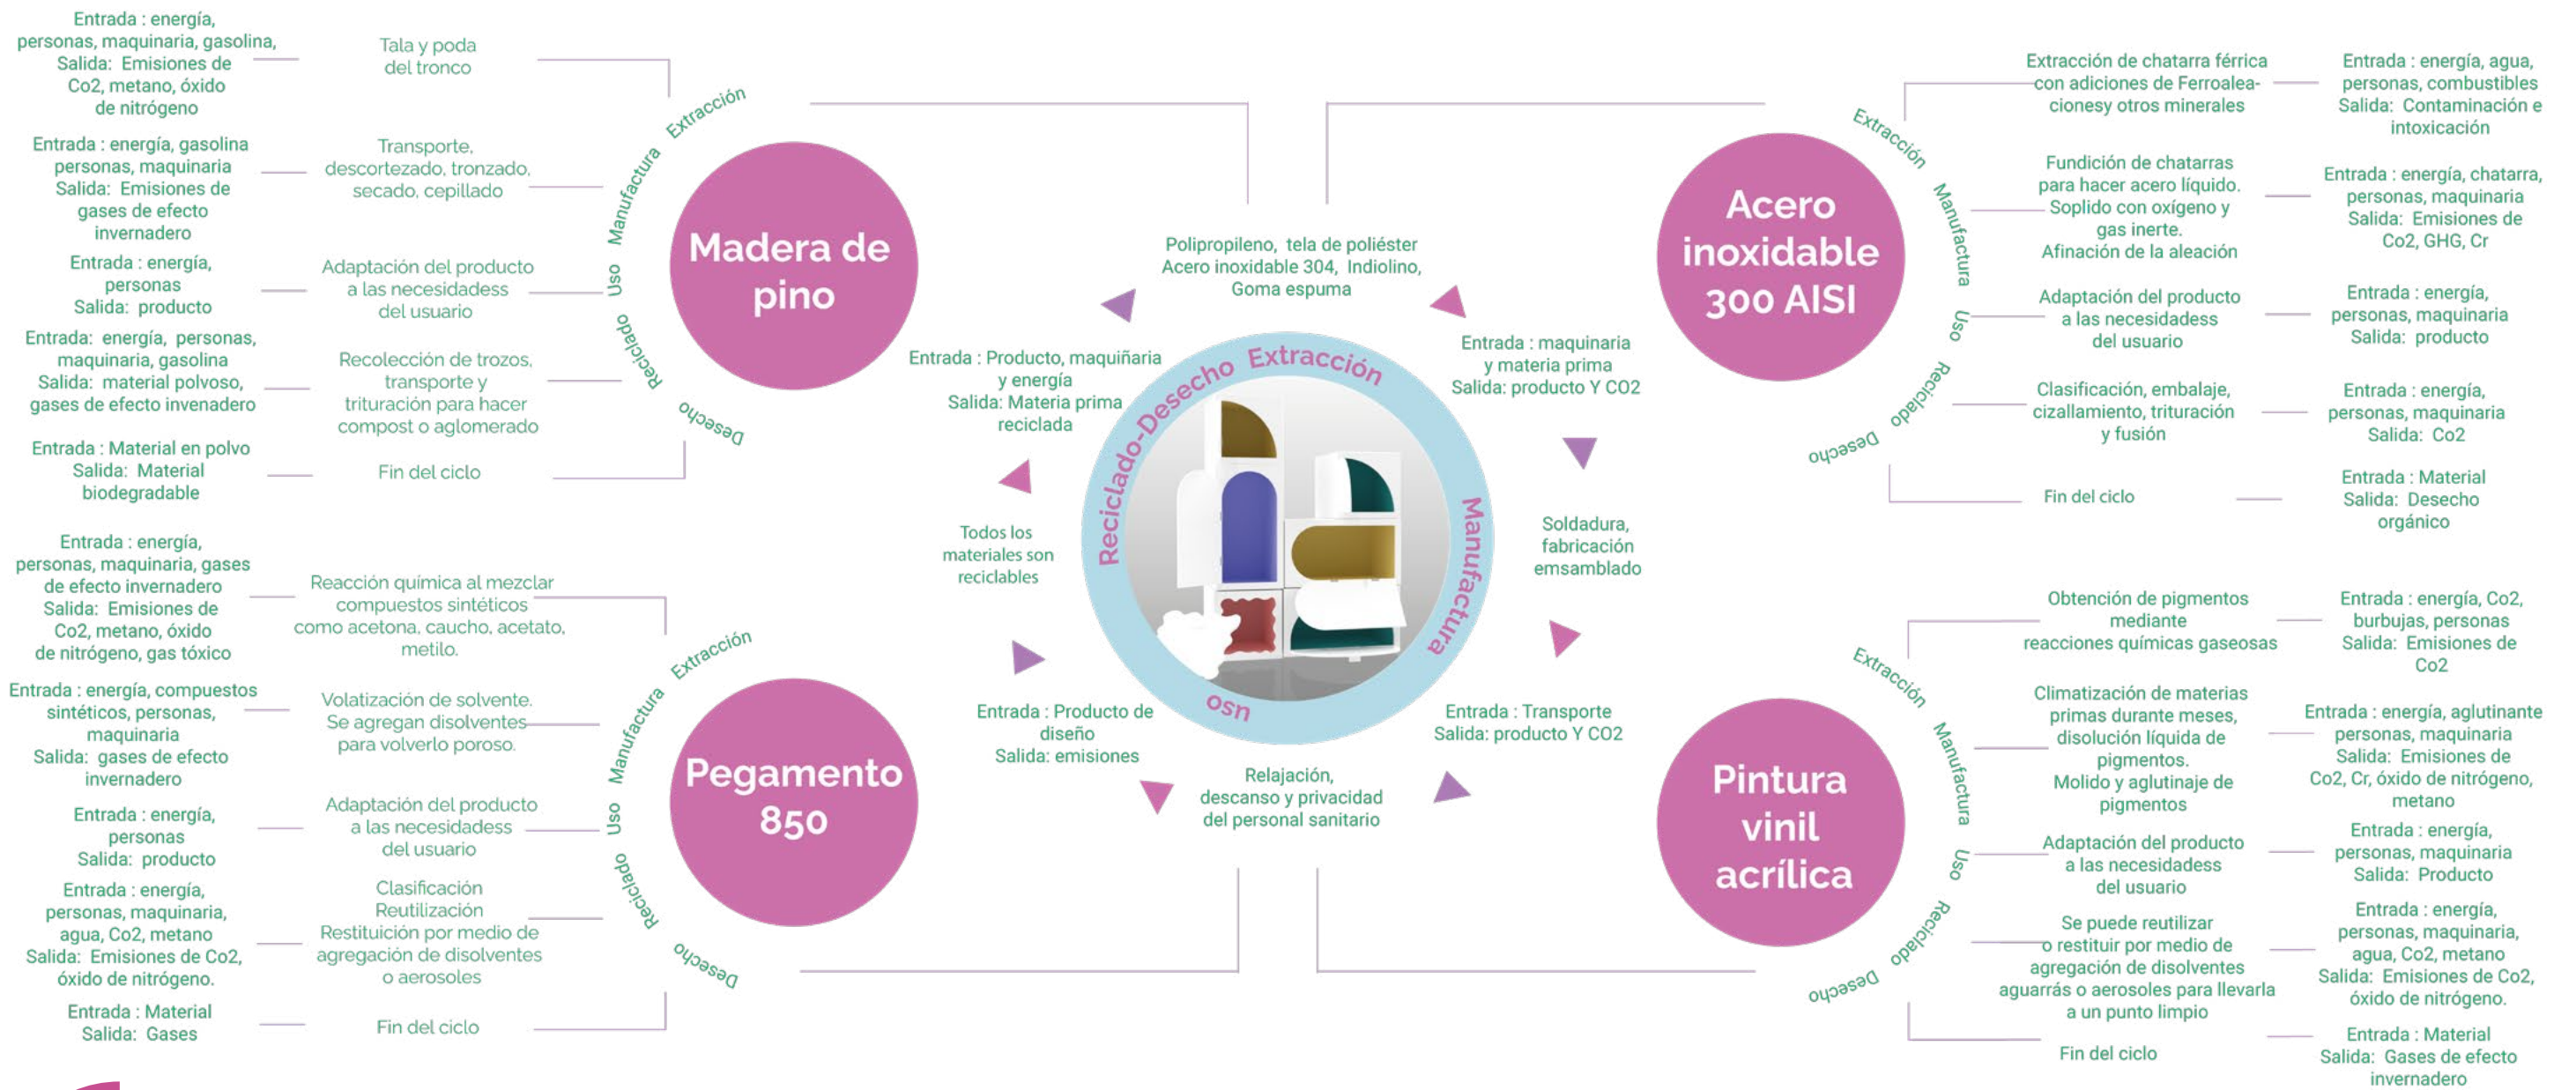 Entrada : energía,
personas, maquinaria, gasolina,
Salida:  Emisiones de
Co2, metano, óxido
de nitrógeno
Tala y poda
del tronco
Entrada : energía, gasolina
personas, maquinaria
Salida:  Emisiones de
gases de efecto
invernadero
Transporte,
descortezado, tronzado,
secado, cepillado
Entrada : energía,
personas
Salida:  producto
Adaptación del producto
a las necesidadess
del usuario
Entrada:  energía, personas,
maquinaria, gasolina
Salida:  material polvoso,
gases de efecto invenadero
Recolección de trozos,
transporte y
trituración para hacer
compost o aglomerado
Entrada : Material en polvo
Salida:  Material
biodegradable
Fin del ciclo
Extracción
Manufactura
Uso
Reciclado
Desecho
Madera de
pino
Entrada : energía,
personas, maquinaria, gases
de efecto invernadero
Salida:  Emisiones de
Co2, metano, óxido
de nitrógeno, gas tóxico
Reacción química al mezclar
compuestos sintéticos
como acetona, caucho, acetato,
metilo.
Entrada : energía, compuestos
sintéticos, personas,
maquinaria
Salida:  gases de efecto
invernadero
Volatización de solvente.
Se agregan disolventes
para volverlo poroso.
Entrada : energía,
personas
Salida:  producto
Adaptación del producto
a las necesidadess
del usuario
Entrada : energía,
personas, maquinaria,
agua, Co2, metano
Salida:  Emisiones de Co2,
óxido de nitrógeno.
Clasificación
Reutilización
Restituición por medio de
agregación de disolventes
o aerosoles
Entrada : Material
Salida:  Gases
Fin del ciclo
Extracción
Manufactura
Uso
Reciclado
Desecho
Pegamento
850
Polipropileno,  tela de poliéster
Acero inoxidable 304,  Indiolino,
Goma espuma
Entrada : Producto, maquiñaria
y energía
Salida: Materia prima
reciclada
Entrada : maquinaria
y materia prima
Salida: producto Y CO2
Todos los
materiales son
reciclables
Reciclado-Desecho
Extracción
Manufactura
uso
Soldadura,
fabricación
emsamblado
Entrada : Producto de
diseño
Salida: emisiones
Entrada : Transporte
Salida: producto Y CO2
Relajación,
descanso y privacidad
del personal sanitario
Acero
inoxidable
300 AISI
Extracción
Manufactura
Uso
Reciclado
Desecho
Extracción de chatarra férrica
con adiciones de Ferroalea-
cionesy otros minerales
Entrada : energía, agua,
personas, combustibles
Salida:  Contaminación e
intoxicación
Fundición de chatarras
para hacer acero líquido.
Soplido con oxígeno y
gas inerte.
Afinación de la aleación
Entrada : energía, chatarra,
personas, maquinaria
Salida:  Emisiones de
Co2, GHG, Cr
Adaptación del producto
a las necesidadess
del usuario
Entrada : energía,
personas, maquinaria
Salida:  producto
Clasificación, embalaje,
cizallamiento, trituración
y fusión
Entrada : energía,
personas, maquinaria
Salida:  Co2
Fin del ciclo
Entrada : Material
Salida:  Desecho
orgánico
Pintura
vinil
acrílica
Extracción
Manufactura
Uso
Reciclado
Desecho
Obtención de pigmentos
mediante
reacciones químicas gaseosas
Entrada : energía, Co2,
burbujas, personas
Salida:  Emisiones de
Co2
Climatización de materias
primas durante meses,
disolución líquida de
pigmentos.
Molido y aglutinaje de
pigmentos
Entrada : energía, aglutinante
personas, maquinaria
Salida:  Emisiones de
Co2, Cr, óxido de nitrógeno,
metano
Adaptación del producto
a las necesidadess
del usuario
Entrada : energía,
personas, maquinaria
Salida:  Producto
Se puede reutilizar
o restituir por medio de
agregación de disolventes
aguarrás o aerosoles para llevarla
a un punto limpio
Entrada : energía,
personas, maquinaria,
agua, Co2, metano
Salida:  Emisiones de Co2,
óxido de nitrógeno.
Fin del ciclo
Entrada : Material
Salida:  Gases de efecto
invernadero